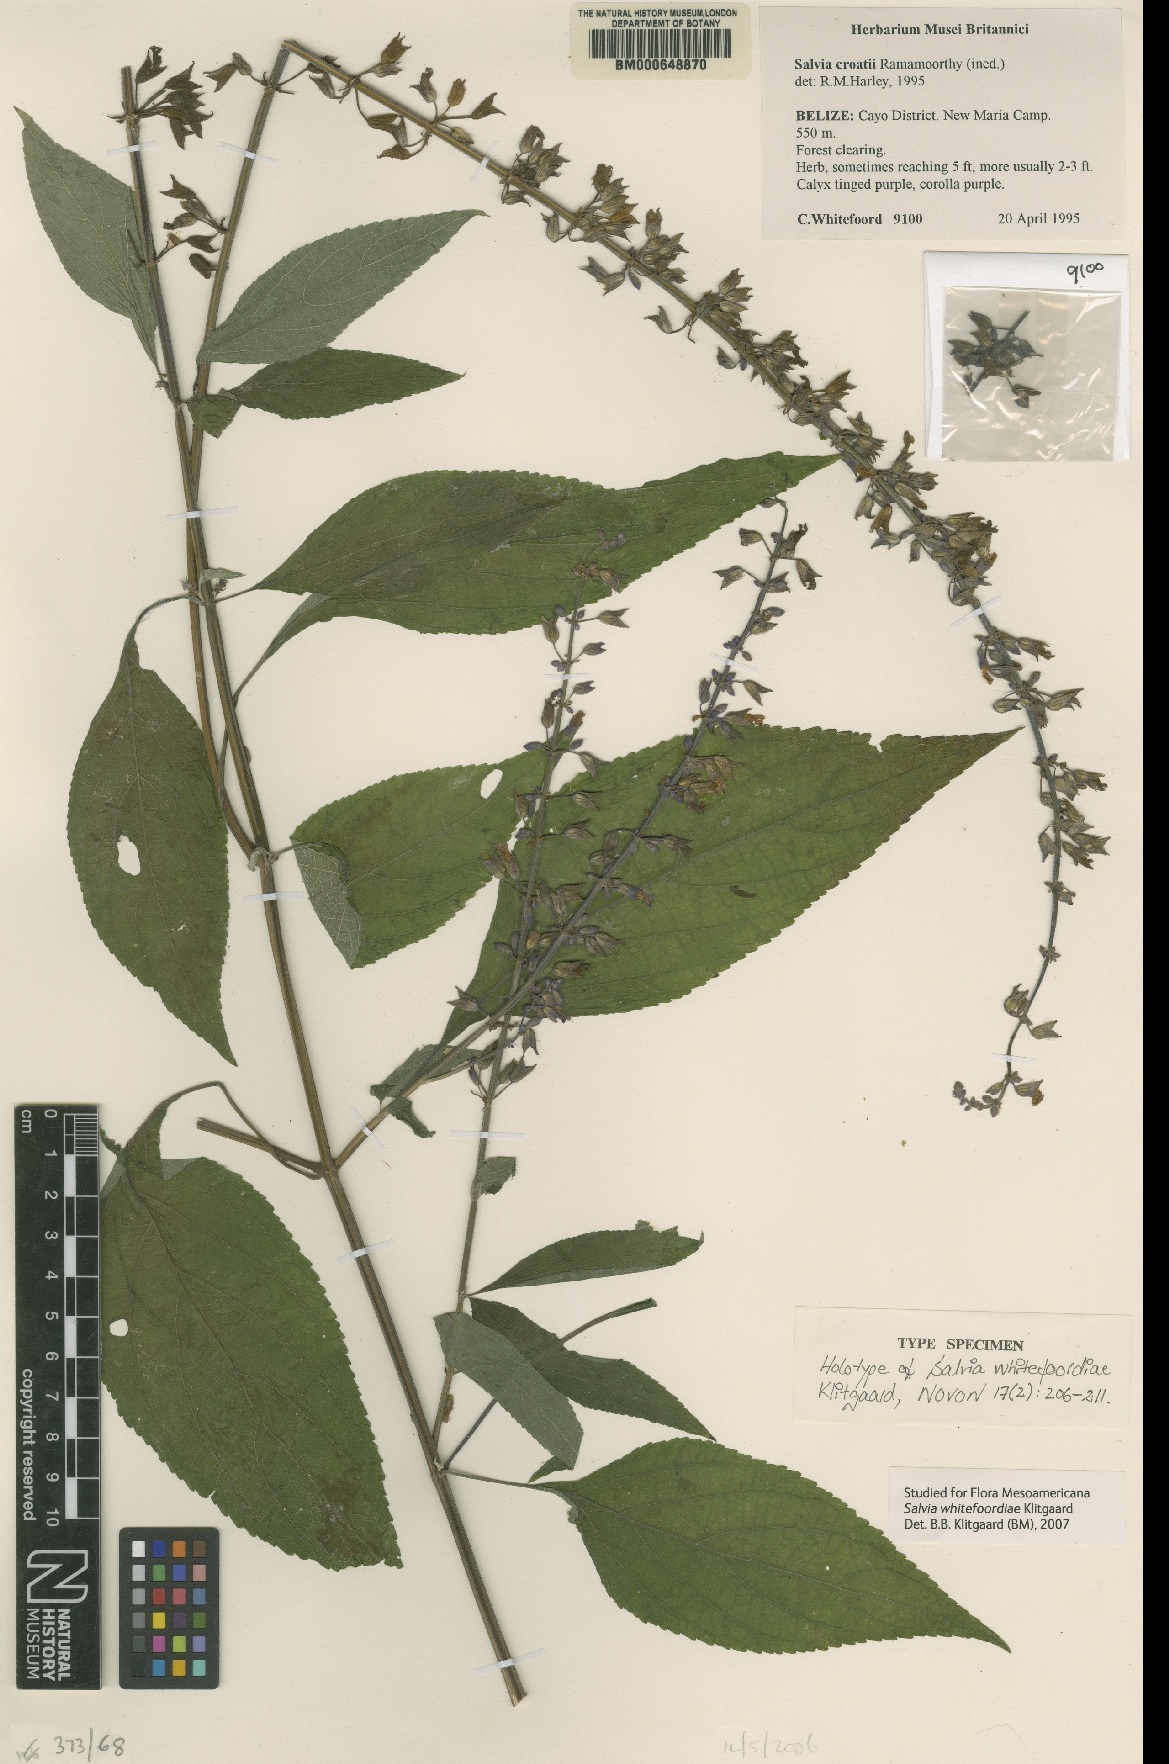 THE NATURAL HISTORY MUSEUM, LONDON
DEPARTMENT OF BOTANY
BM000648870
Herbarium Musei Britannici
Salvia croatii Ramamoorthy (ined.)
det: R.M.Harley, 1995
BELIZE: Cayo District. New Maria Camp.
550 m.
Forest clearing.
Herb, sometimes reaching 5 ft, more usually 2-3 ft.
Calyx tinged purple, corolla purple.
C.Whitefoord 9100 20 April 1995
9100
TYPE SPECIMEN
Holotype of Salvia whitefoordiae
Klitgaard, NOVON 17(2): 206-211.
Studied for Flora Mesoamericana
Salvia whitefoordiae Klitgaard
Det. B.B. Klitgaard (BM), 2007
cm
0 1 2 3 4 5 6 7 8 9 10
copyright reserved
NATURAL
HISTORY
MUSEUM
373/68
/5/2006